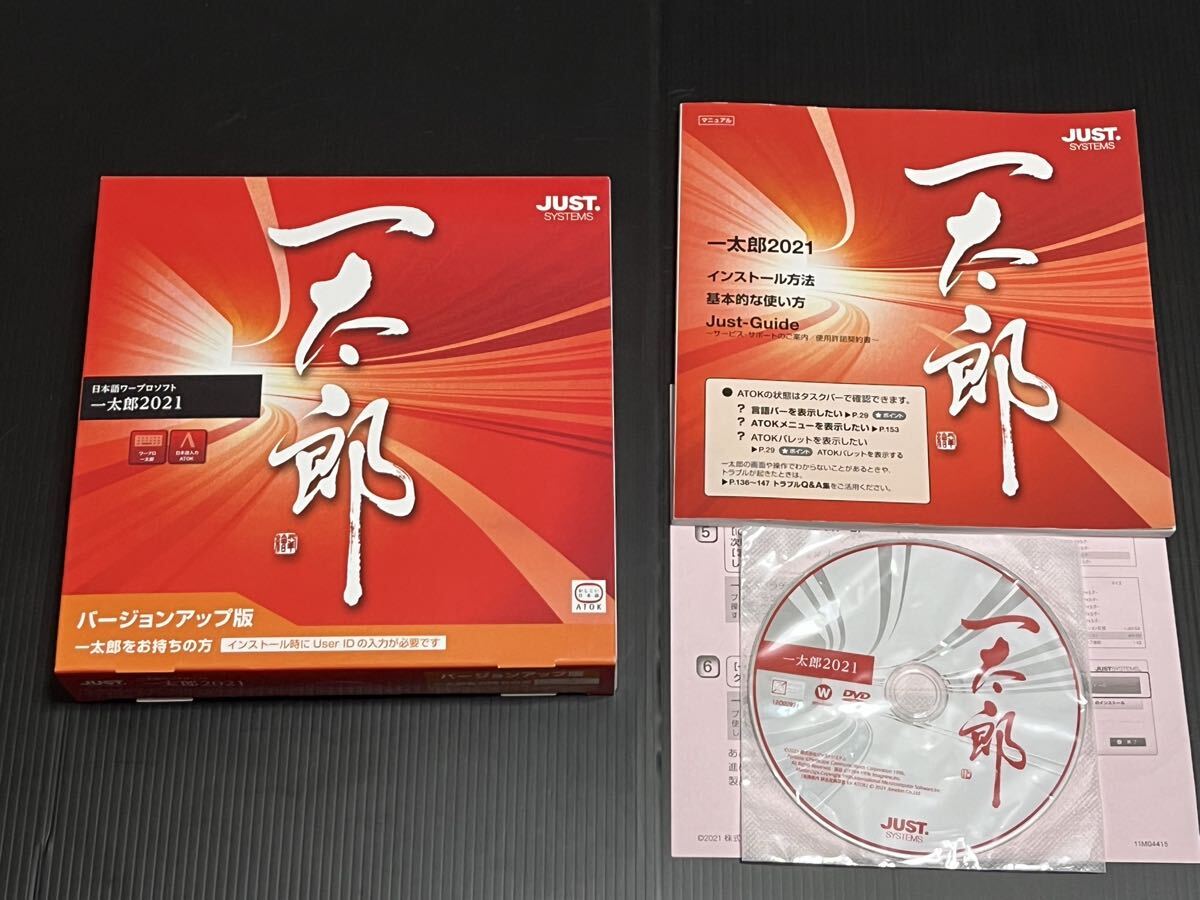 JUST.
SYSTEMS
一太郎
日本語ワープロソフト
一太郎2021
ワープロ
一太郎
日本語入力
ATOK
ATOK
バージョンアップ版
一太郎をお持ちの方
インストール時に User ID の入力が必要です
JUST.
一太郎2021
バージョンアップ版
マニュアル
JUST.
SYSTEMS
一太郎
一太郎2021
インストール方法
基本的な使い方
Just-Guide
~サービス・サポートのご案内/使用許諾契約書~
● ATOKの状態はタスクバーで確認できます。
? 言語バーを表示したい ▶P.29 ★ポイント
? ATOKメニューを表示したい ▶P.153
? ATOKパレットを表示したい
▶P.29 ★ポイント ATOKパレットを表示する
一太郎の画面や操作でわからないことがあるときや、
トラブルが起きたときは、
▶P.136~147 トラブルQ&A集をご活用ください。
5
6
JUSTSYSTEMS
一太郎
一太郎2021
W
DVD
JUST.
SYSTEMS
©2021 株式
11M04415